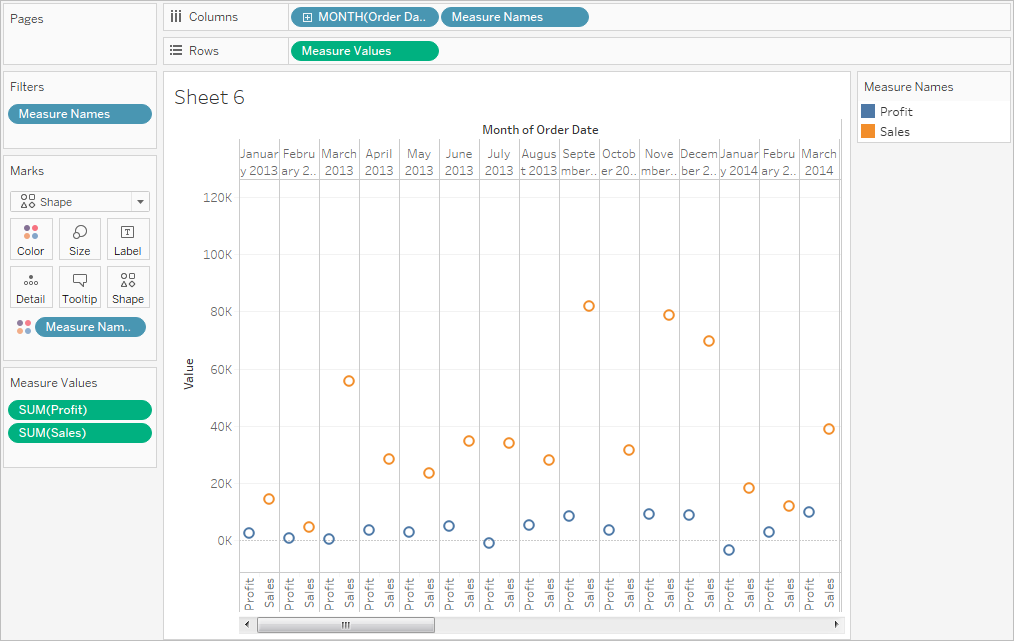 Pages
Columns
MONTH(Order Da..
Measure Names
Rows
Measure Values
Filters
Measure Names
Marks
Shape
Color
Size
Label
Detail
Tooltip
Shape
Measure Nam..
Measure Values
SUM(Profit)
SUM(Sales)
Sheet 6
Month of Order Date
Januar Febru March April May June July Augus Septe Octob Nove Decem Januar Febru March
y 2013 ary 2.. 2013 2013 2013 2013 2013 t 2013 mber.. er 20.. mber.. ber 2.. y 2014 ary 2.. 2014
120K
100K
80K
60K
40K
20K
0K
Value
Profit Sales Profit Sales Profit Sales Profit Sales Profit Sales Profit Sales Profit Sales Profit Sales Profit Sales Profit Sales Profit Sales Profit Sales Profit Sales Profit Sales Profit Sales
Measure Names
Profit
Sales